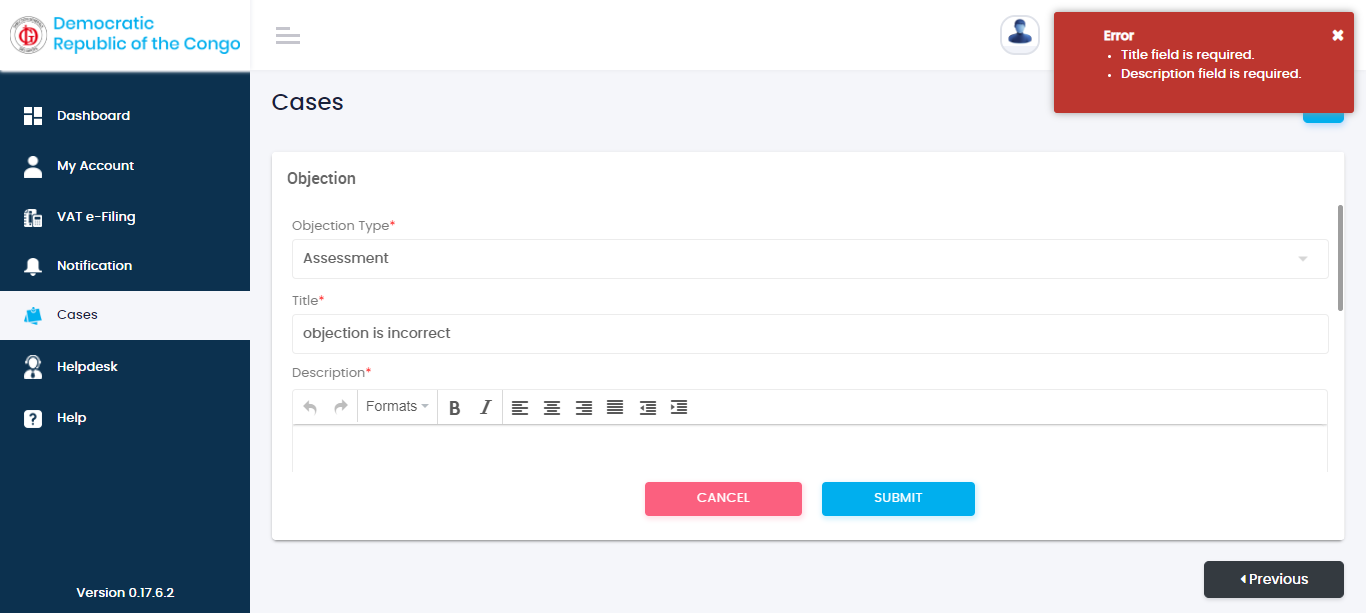 Democratic
Republic of the Congo
Error
Title field is required.
Description field is required.
Dashboard
My Account
VAT e-Filing
Notification
Cases
Helpdesk
Help
Version 0.17.6.2
Cases
Objection
Objection Type*
Assessment
Title*
objection is incorrect
Description*
Formats
B I
CANCEL
SUBMIT
Previous